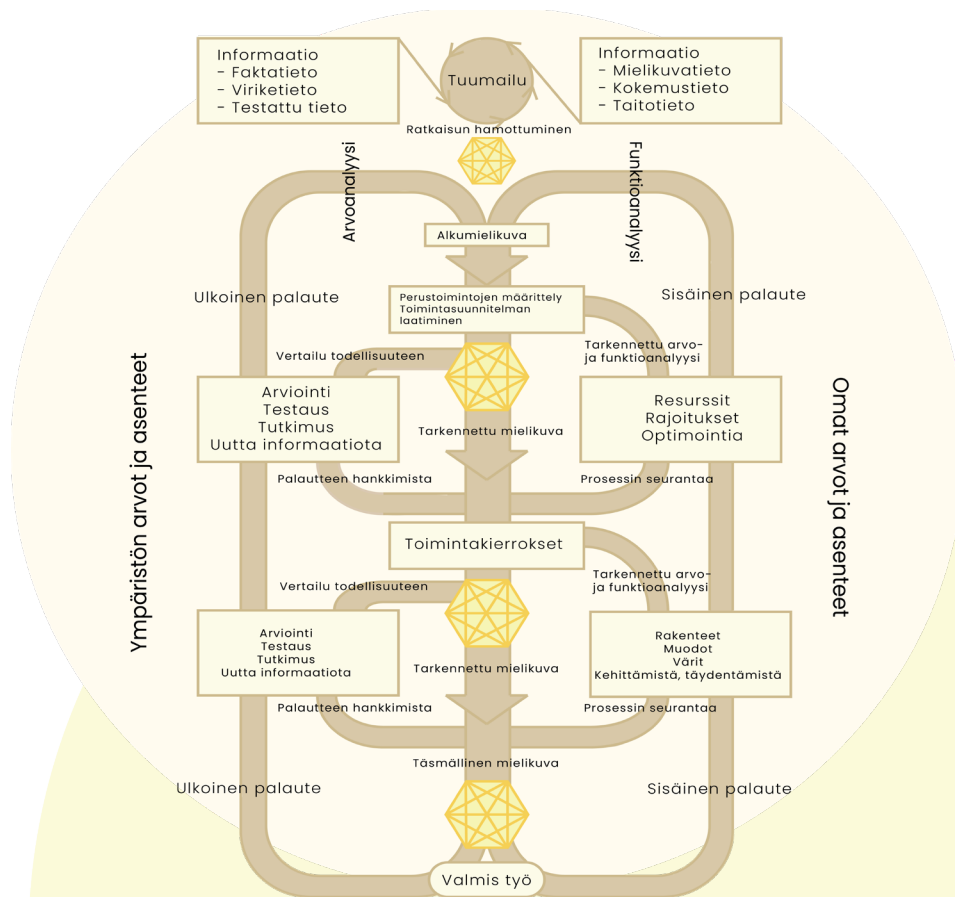 Informaatio
- Faktatieto
- Viriketieto
- Testattu tieto
Tuumailu
Informaatio
- Mielikuvatieto
- Kokemustieto
- Taitotieto
Ratkaisun hamottuminen
Arvoanalyysi
Funktioanalyysi
Alkumielikuva
Ulkoinen palaute
Sisäinen palaute
Perustoimintojen määrittely
Toimintasuunnitelman
laatiminen
Vertailu todellisuuteen
Tarkennettu arvo-
ja funktioanalyysi
Ympäristön arvot ja asenteet
Arviointi
Testaus
Tutkimus
Uutta informaatiota
Resurssit
Rajoitukset
Optimointia
Omat arvot ja asenteet
Tarkennettu mielikuva
Palautteen hankkimista
Prosessin seurantaa
Toimintakierrokset
Vertailu todellisuuteen
Tarkennettu arvo-
ja funktioanalyysi
Arviointi
Testaus
Tutkimus
Uutta informaatiota
Rakenteet
Muodot
Värit
Kehittämistä, täydentämistä
Tarkennettu mielikuva
Palautteen hankkimista
Prosessin seurantaa
Täsmällinen mielikuva
Ulkoinen palaute
Sisäinen palaute
Valmis työ